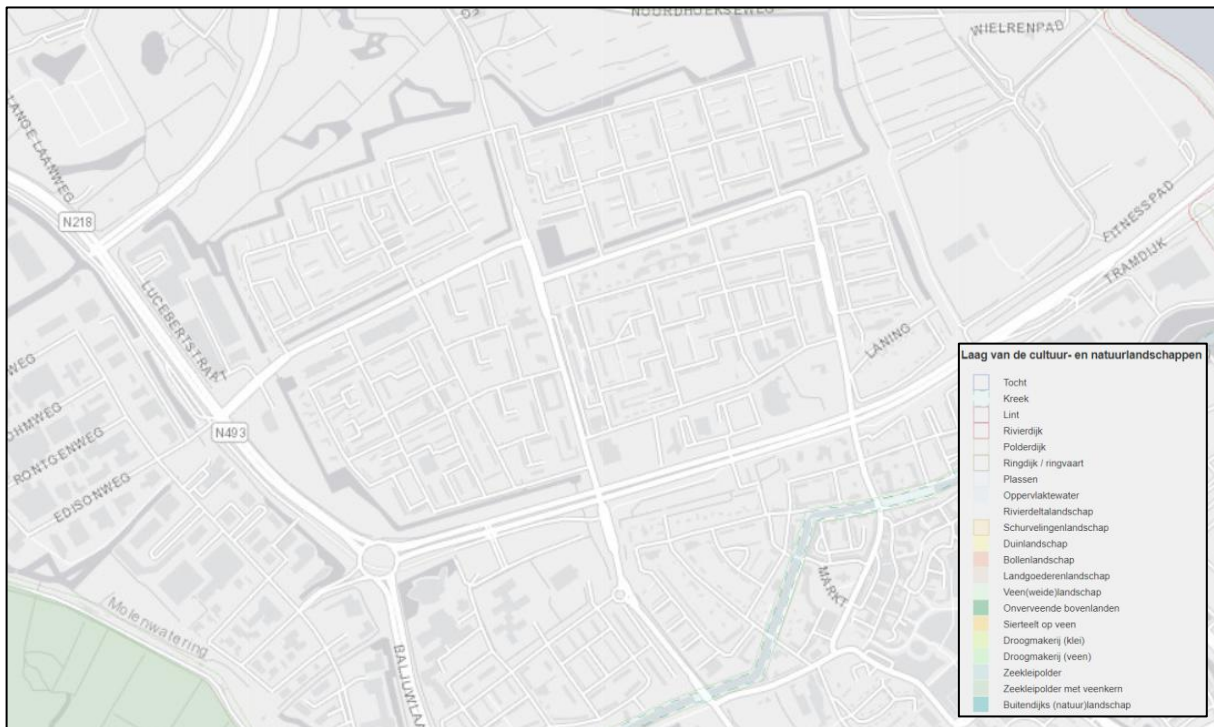 NOORDHOEKSEWEG
WIELRENPAD
LANGE LAANWEG
N218
FITNESSPAD
TRAMDIJK
LUCEBERTSTRAAT
LANING
WEG
OHMWEG
N493
RONTGENWEG
EDISONWEG
MARKT
Molenwatering
BALJUWLAA
Laag van de cultuur- en natuurlandschappen
Tocht
Kreek
Lint
Rivierdijk
Polderdijk
Ringdijk / ringvaart
Plassen
Oppervlaktewater
Rivierdeltalandschap
Schurvelingenlandschap
Duinlandschap
Bollenlandschap
Landgoederenlandschap
Veen(weide)landschap
Onverveende bovenlanden
Sierteelt op veen
Droogmakerij (klei)
Droogmakerij (veen)
Zeekleipolder
Zeekleipolder met veenkern
Buitendijks (natuur)landschap